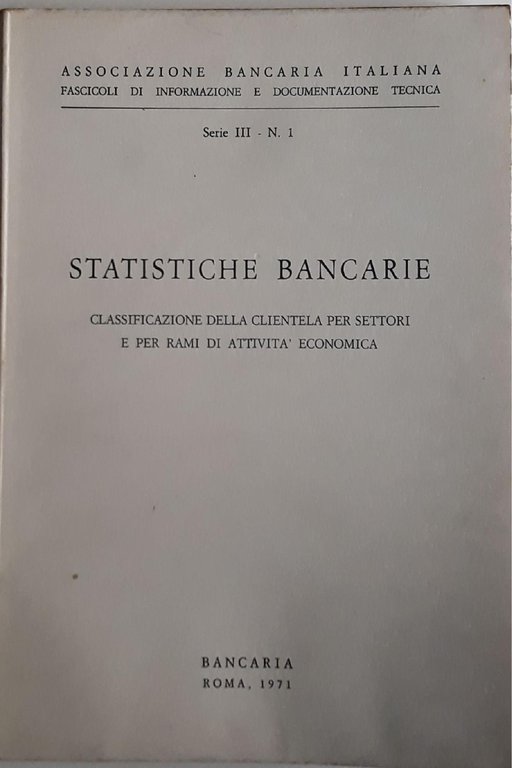 ASSOCIAZIONE BANCARIA ITALIANA
FASCICOLI DI INFORMAZIONE E DOCUMENTAZIONE TECNICA
Serie III - N. 1
STATISTICHE BANCARIE
CLASSIFICAZIONE DELLA CLIENTELA PER SETTORI
E PER RAMI DI ATTIVITA' ECONOMICA
BANCARIA
ROMA, 1971